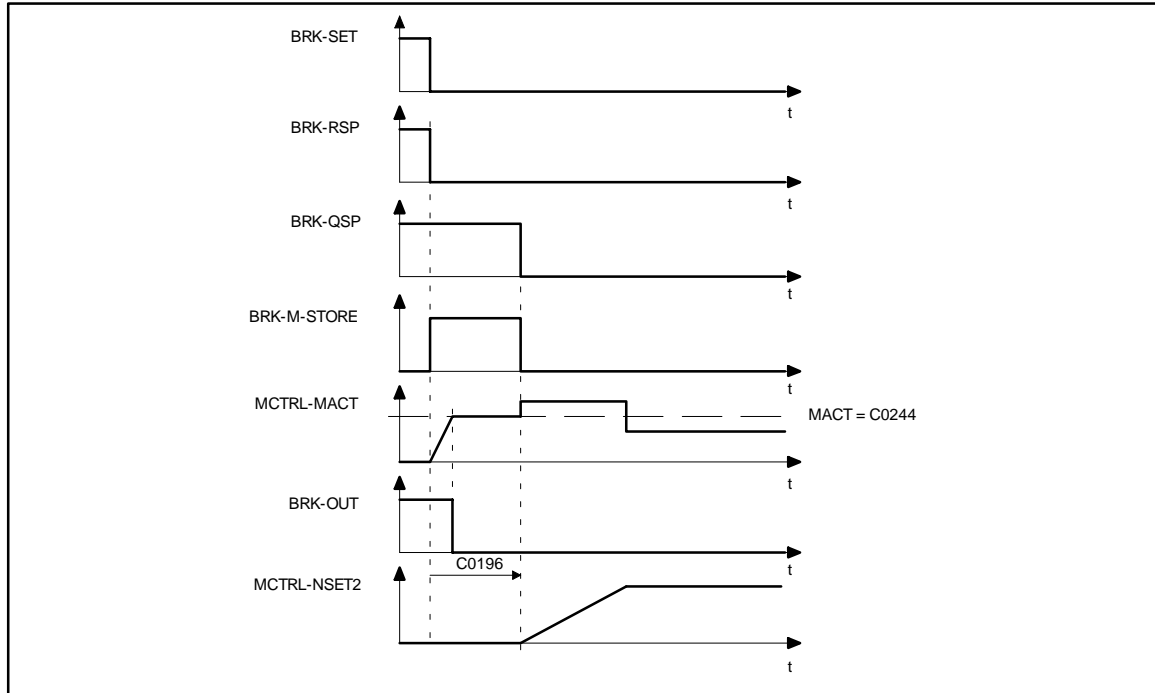 BRK-SET
t
BRK-RSP
t
BRK-QSP
t
BRK-M-STORE
t
MCTRL-MACT
MACT = C0244
t
BRK-OUT
C0196
t
MCTRL-NSET2
t